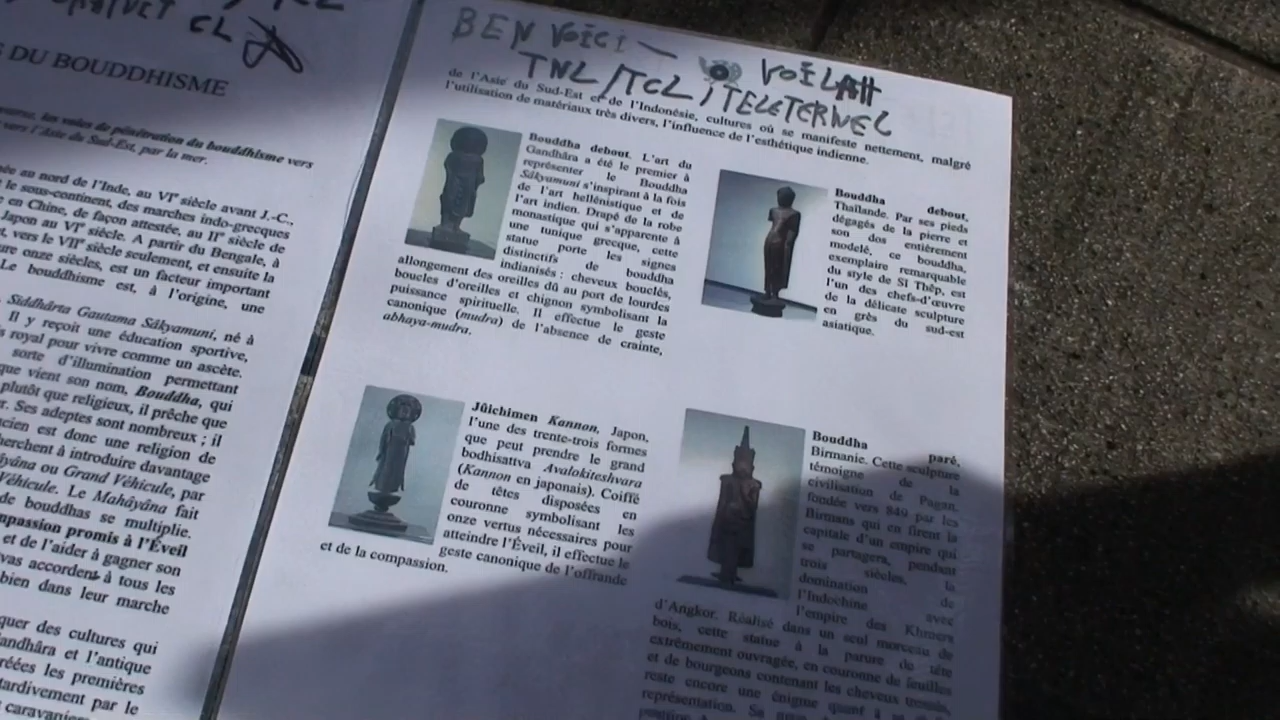 CL
S DU BOUDDHISME
les voies de pénétration du bouddhisme vers
vers l'Asie du Sud-Est, par la mer.
ée au nord de l'Inde, au VIe siècle avant J.-C.,
le sous-continent, des marches indo-grecques
e en Chine, de façon attestée, au IIe siècle de
Japon au VIe siècle. A partir du Bengale, à
t, vers le VIIe siècle seulement, et ensuite la
ure onze siècles, est un facteur important
Le bouddhisme est, à l'origine, une
Siddhârta Gautama Sâkyamuni, né à
Il y reçoit une éducation sportive,
s royal pour vivre comme un ascète.
sorte d'illumination permettant
que vient son nom, Bouddha, qui
plutôt que religieux, il prêche que
t. Ses adeptes sont nombreux ; il
ncien est donc une religion de
herchent à introduire davantage
âyâna ou Grand Véhicule, par
Véhicule. Le Mahâyâna fait
de bouddhas se multiplie.
mpassion promis à l'Éveil
et de l'aider à gagner son
vas accordent à tous les
bien dans leur marche
quer des cultures qui
andhâra et l'antique
réées les premières
tardivement par le
caravaniers
BEN VOICI — VOILAH
TNL/TCL/TELETERNEL
de l'Asie du Sud-Est et de l'Indonésie, cultures où se manifeste nettement, malgré
l'utilisation de matériaux très divers, l'influence de l'esthétique indienne.
Bouddha debout. L'art du
Gandhâra a été le premier à
représenter le Bouddha
Sâkyamuni s'inspirant à la fois
de l'art hellénistique et de
l'art indien. Drapé de la robe
monastique qui s'apparente à
une tunique grecque, cette
statue porte les signes
distinctifs de bouddha
indianisés : cheveux bouclés,
allongement des oreilles dû au port de lourdes
boucles d'oreilles et chignon symbolisant la
puissance spirituelle. Il effectue le geste
canonique (mudra) de l'absence de crainte,
abhaya-mudra.
Bouddha debout,
Thaïlande. Par ses pieds
dégagés de la pierre et
son dos entièrement
modelé, ce bouddha,
exemplaire remarquable
du style de Sî Thèp, est
l'un des chefs-d'œuvre
de la délicate sculpture
en grès du sud-est
asiatique.
Jûichimen Kannon, Japon,
l'une des trente-trois formes
que peut prendre le grand
bodhisattva Avalokiteshvara
(Kannon en japonais). Coiffé
de têtes disposées en
couronne symbolisant les
onze vertus nécessaires pour
atteindre l'Éveil, il effectue le
geste canonique de l'offrande
et de la compassion.
Bouddha paré,
Birmanie. Cette sculpture
témoigne de la
civilisation de Pagan,
fondée vers 849 par les
Birmans qui en firent la
capitale d'un empire qui
se partagera, pendant
trois siècles, la
domination de
l'Indochine avec
l'empire des Khmers
d'Angkor. Réalisé dans un seul morceau de
bois, cette statue à la parure de tête
extrêmement ouvragée, en couronne de feuilles
et de bourgeons contenant les cheveux tressés,
reste encore une énigme quant à sa
représentation. Sa